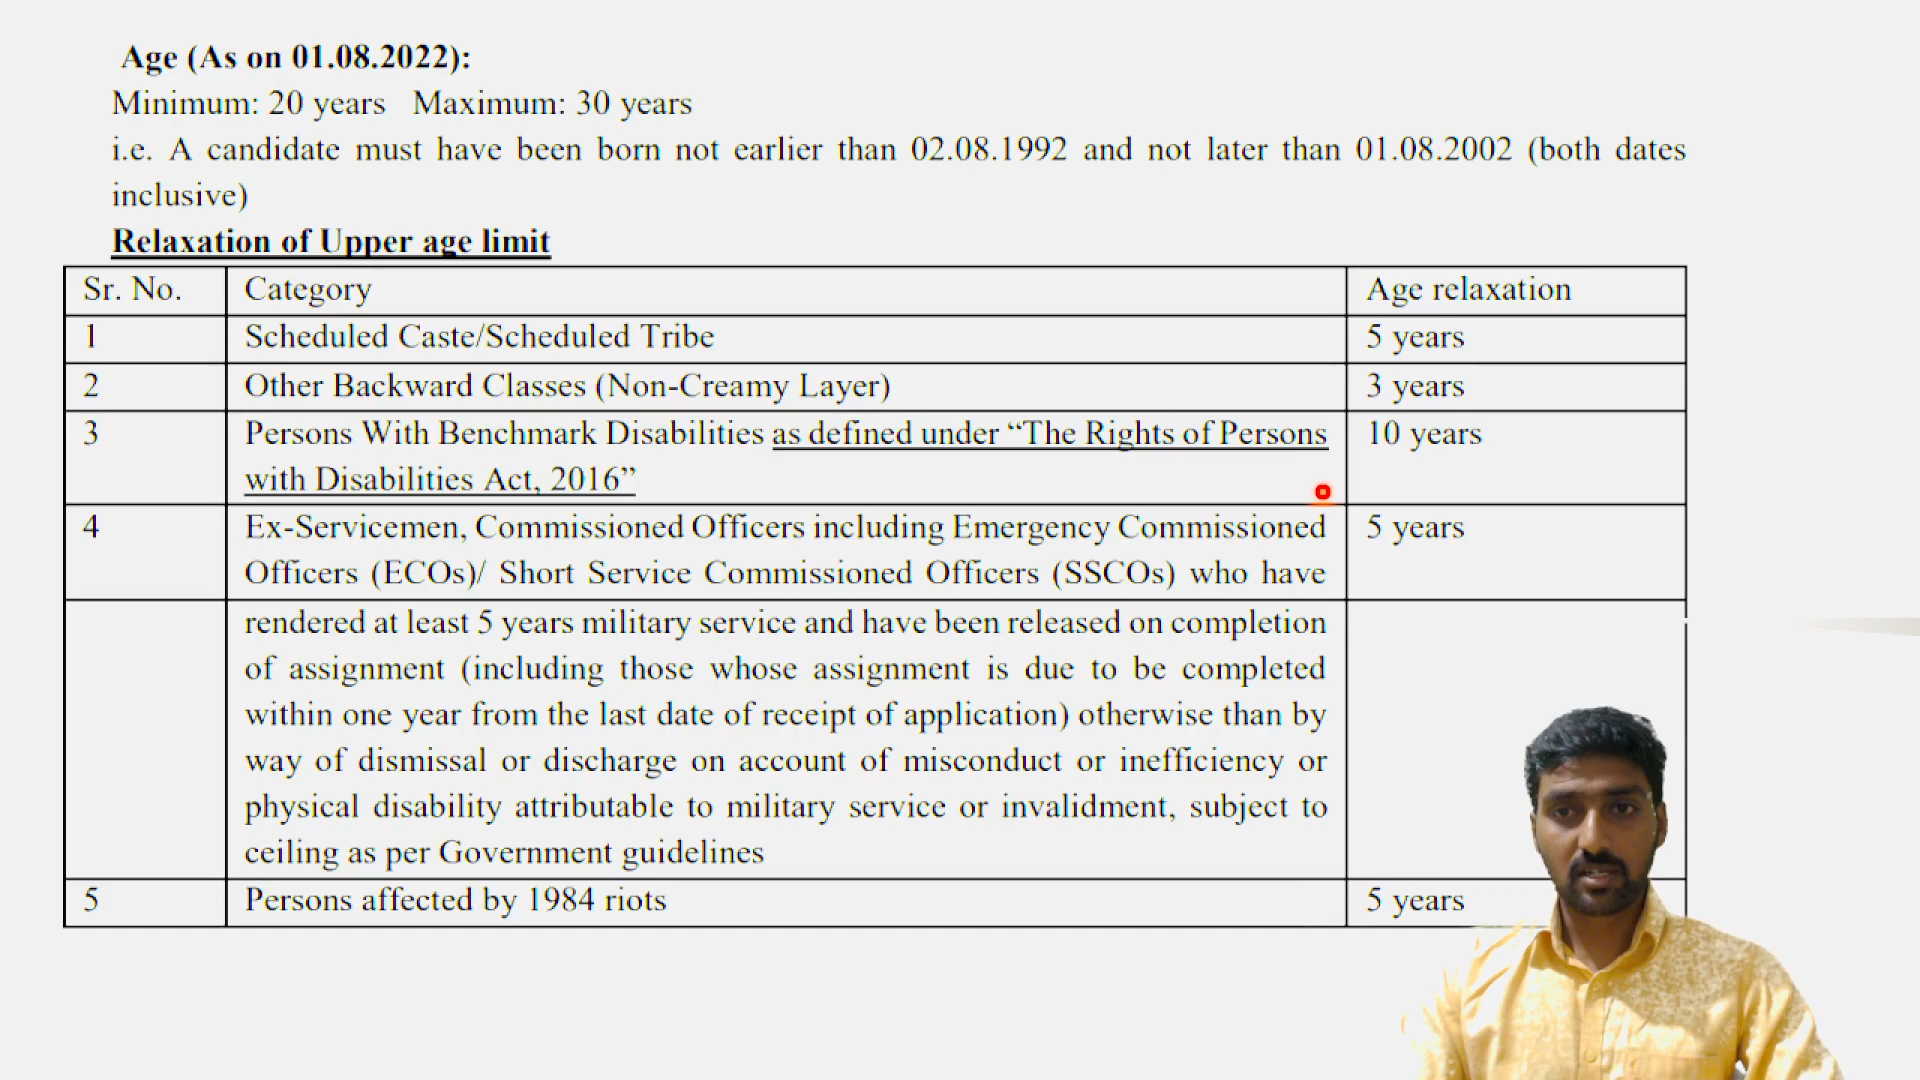 Age (As on 01.08.2022):
Minimum: 20 years Maximum: 30 years
i.e. A candidate must have been born not earlier than 02.08.1992 and not later than 01.08.2002 (both dates
inclusive)
Relaxation of Upper age limit
Sr. No. Category Age relaxation
1 Scheduled Caste/Scheduled Tribe 5 years
2 Other Backward Classes (Non-Creamy Layer) 3 years
3 Persons With Benchmark Disabilities as defined under “The Rights of Persons 10 years
with Disabilities Act, 2016”
4 Ex-Servicemen, Commissioned Officers including Emergency Commissioned 5 years
Officers (ECOs)/ Short Service Commissioned Officers (SSCOs) who have
rendered at least 5 years military service and have been released on completion
of assignment (including those whose assignment is due to be completed
within one year from the last date of receipt of application) otherwise than by
way of dismissal or discharge on account of misconduct or inefficiency or
physical disability attributable to military service or invalidment, subject to
ceiling as per Government guidelines
5 Persons affected by 1984 riots 5 years